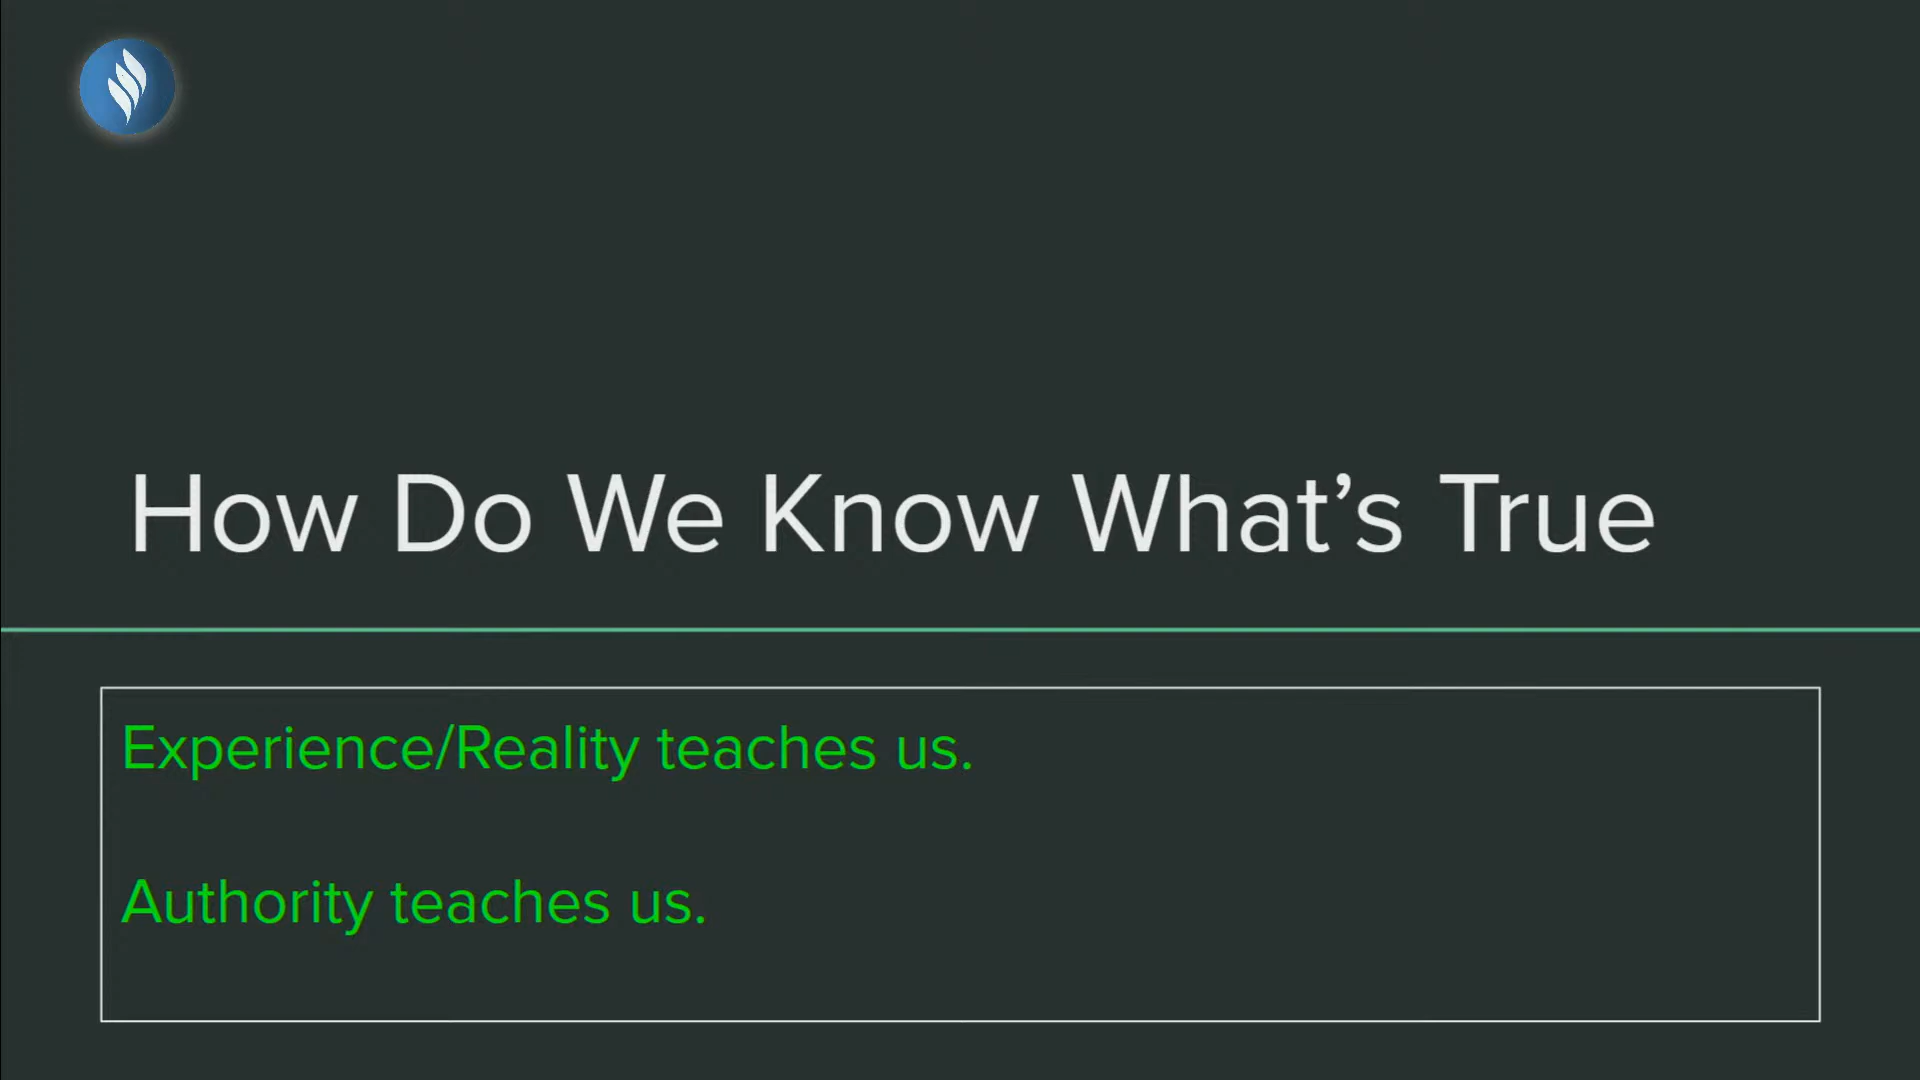 How Do We Know What’s True
Experience/Reality teaches us.
Authority teaches us.